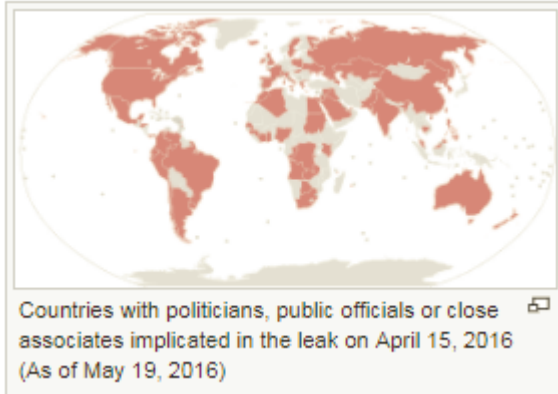 Countries with politicians, public officials or close
associates implicated in the leak on April 15, 2016
(As of May 19, 2016)